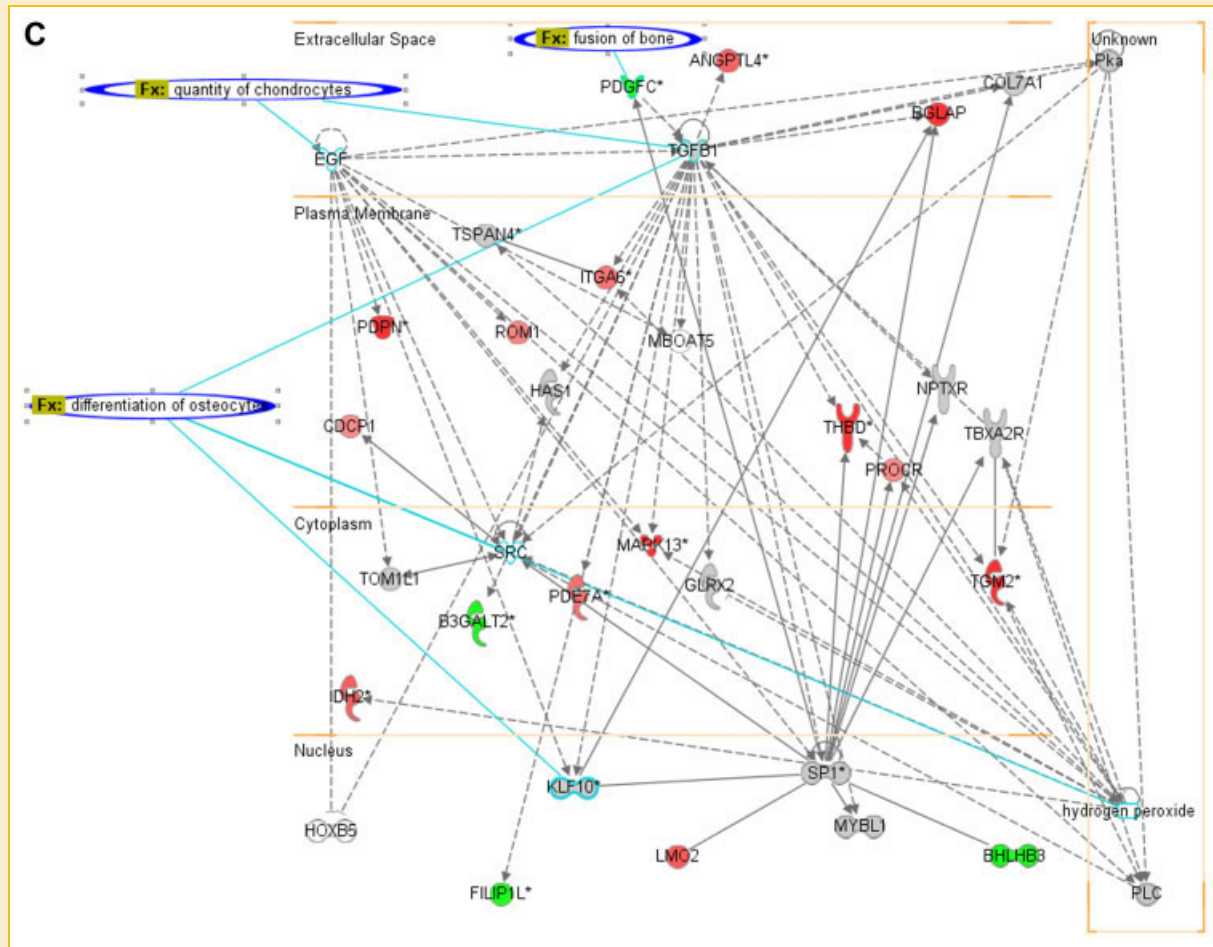 C
Extracellular Space
Fx: fusion of bone
Unknown
ANGPTL4*
Pka
Fx: quantity of chondrocytes
PDGFC*
COL7A1
BGLAP
EGF
TGFB1
Plasma Membrane
TSPAN4*
ITGA6*
PDPN*
ROM1
MBOAT5
HAS1
NPTXR
Fx: differentiation of osteocyte
CDCP1
THBD*
TBXA2R
PROCR
Cytoplasm
SRC
MAPK13*
TOM1L1
PDE7A*
GLRX2
TGM2*
B3GALT2*
IDH2*
Nucleus
SP1*
KLF10*
hydrogen peroxide
HOXB5
MYBL1
LMO2
BHLHB3
FILIP1L*
PLC